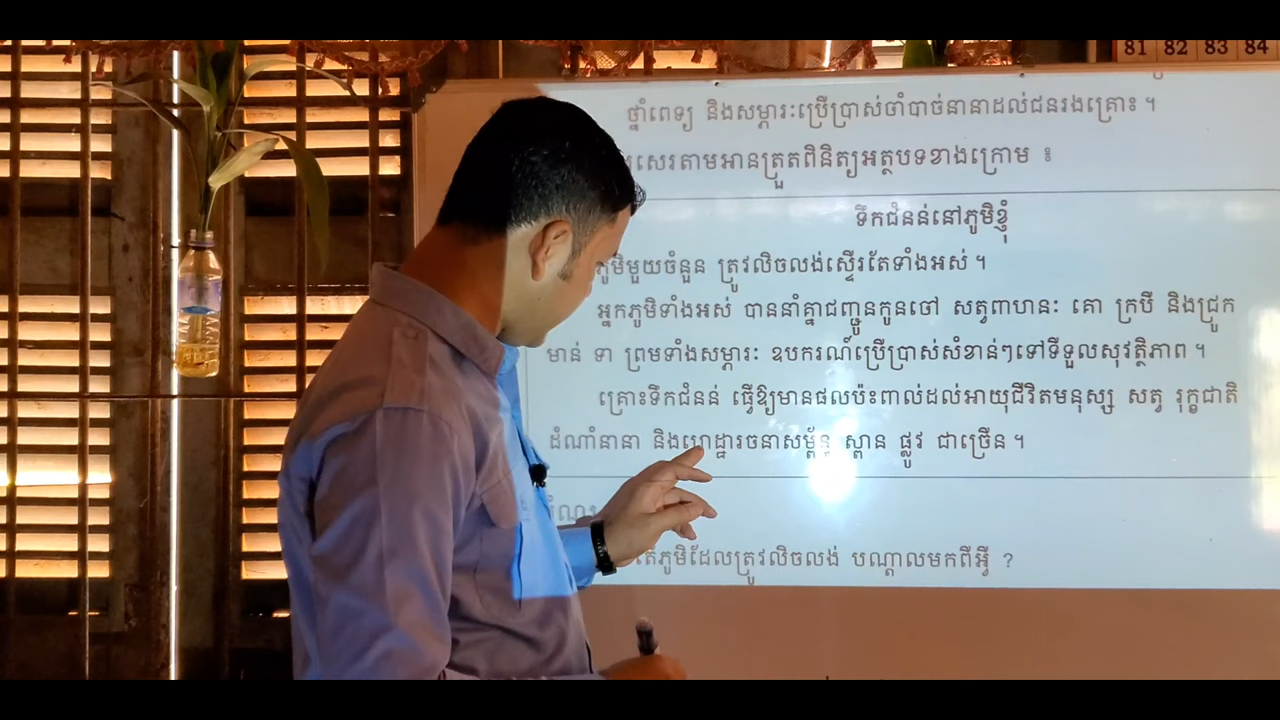 81 82 83 84
ថ្នាំពេទ្យ និងសម្ភារៈប្រើប្រាស់ចាំបាច់នានាដល់ជនរងគ្រោះ ។
សេរតាមអានត្រួតពិនិត្យអត្ថបទខាងក្រោម ៖
ទឹកជំនន់នៅភូមិខ្ញុំ
ភូមិមួយចំនួន ត្រូវលិចលង់ស្ទើរតែទាំងអស់ ។
អ្នកភូមិទាំងអស់ បាននាំគ្នាជញ្ជូនកូនចៅ សត្វពាហនៈ គោ ក្របី និងជ្រូក
មាន់ ទា ព្រមទាំងសម្ភារៈ ឧបករណ៍ប្រើប្រាស់សំខាន់ៗទៅទីទួលសុវត្ថិភាព ។
គ្រោះទឹកជំនន់ ធ្វើឱ្យមានផលប៉ះពាល់ដល់អាយុជីវិតមនុស្ស សត្វ រុក្ខជាតិ
ដំណាំនានា និងហេដ្ឋារចនាសម្ព័ន្ធ ស្ពាន ផ្លូវ ជាច្រើន ។
តើភូមិដែលត្រូវលិចលង់ បណ្តាលមកពីអ្វី ?